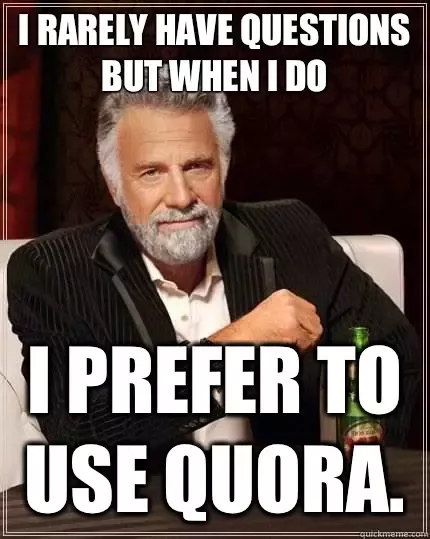 I RARELY HAVE QUESTIONS
BUT WHEN I DO
I PREFER TO
USE QUORA.
quickmeme.com